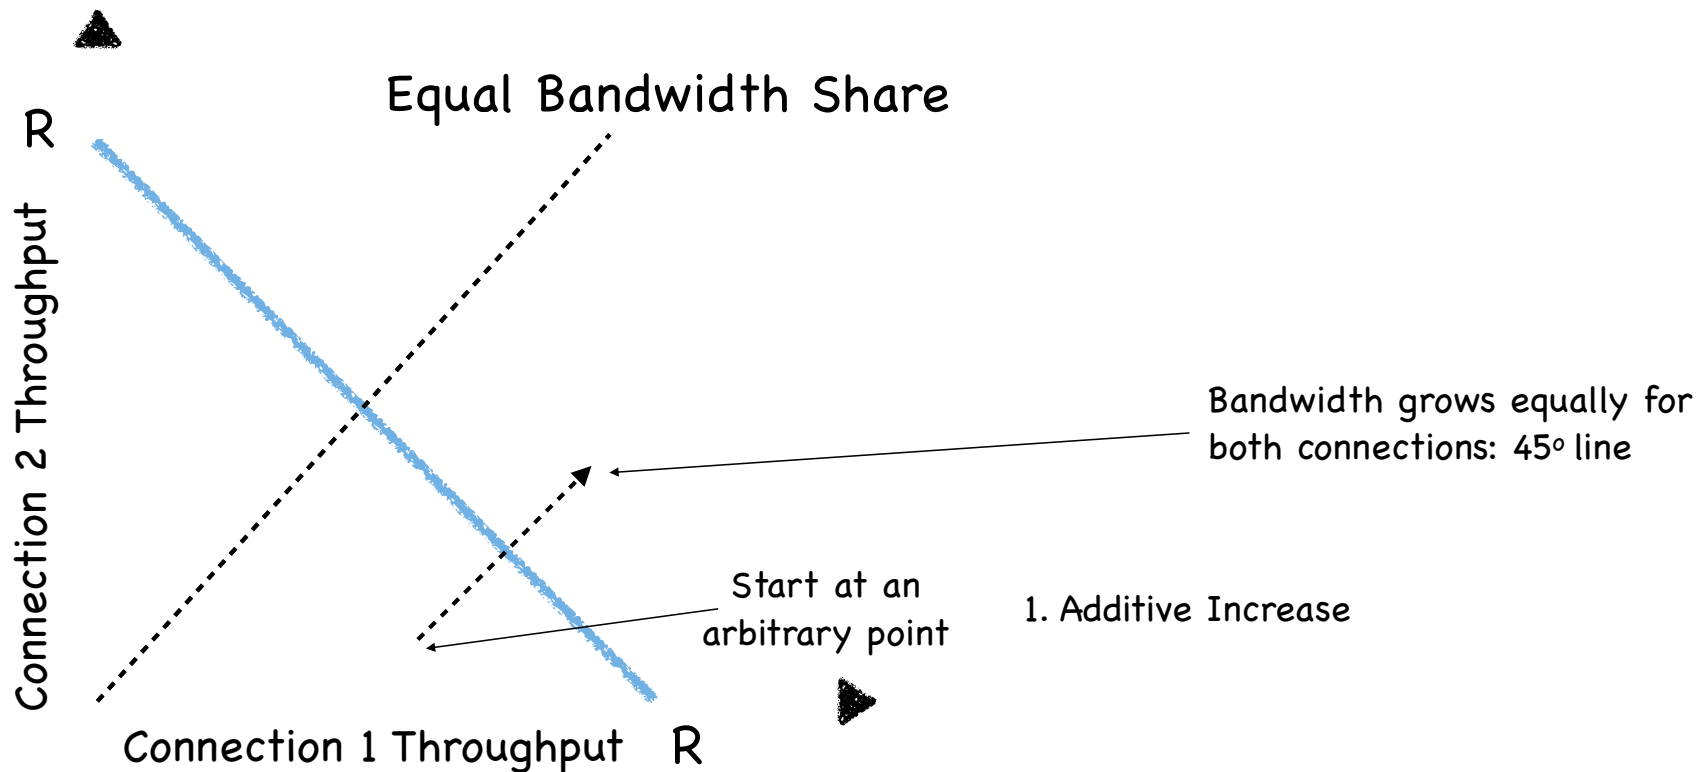 Equal Bandwidth Share
R
Connection 2 Throughput
Bandwidth grows equally for
both connections: 45º line
Start at an
arbitrary point
1. Additive Increase
Connection 1 Throughput
R